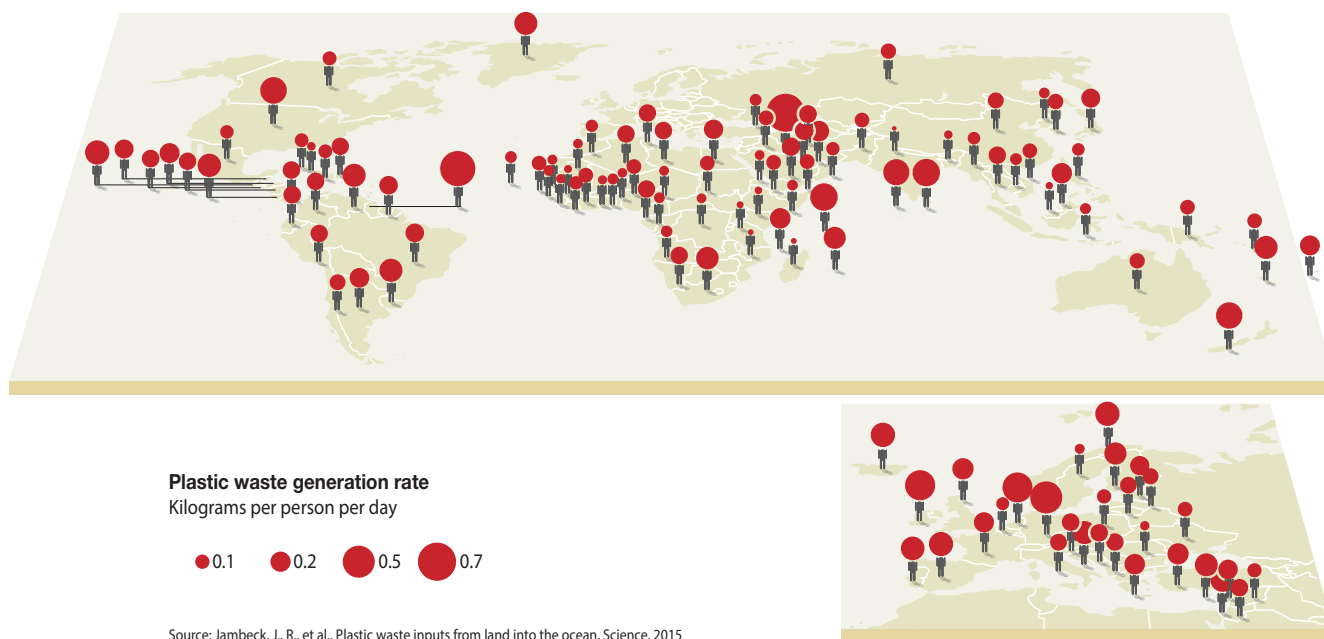 Plastic waste generation rate
Kilograms per person per day
0.1 0.2 0.5 0.7
Source: Jambeck, J., R., et al., Plastic waste inputs from land into the ocean, Science, 2015